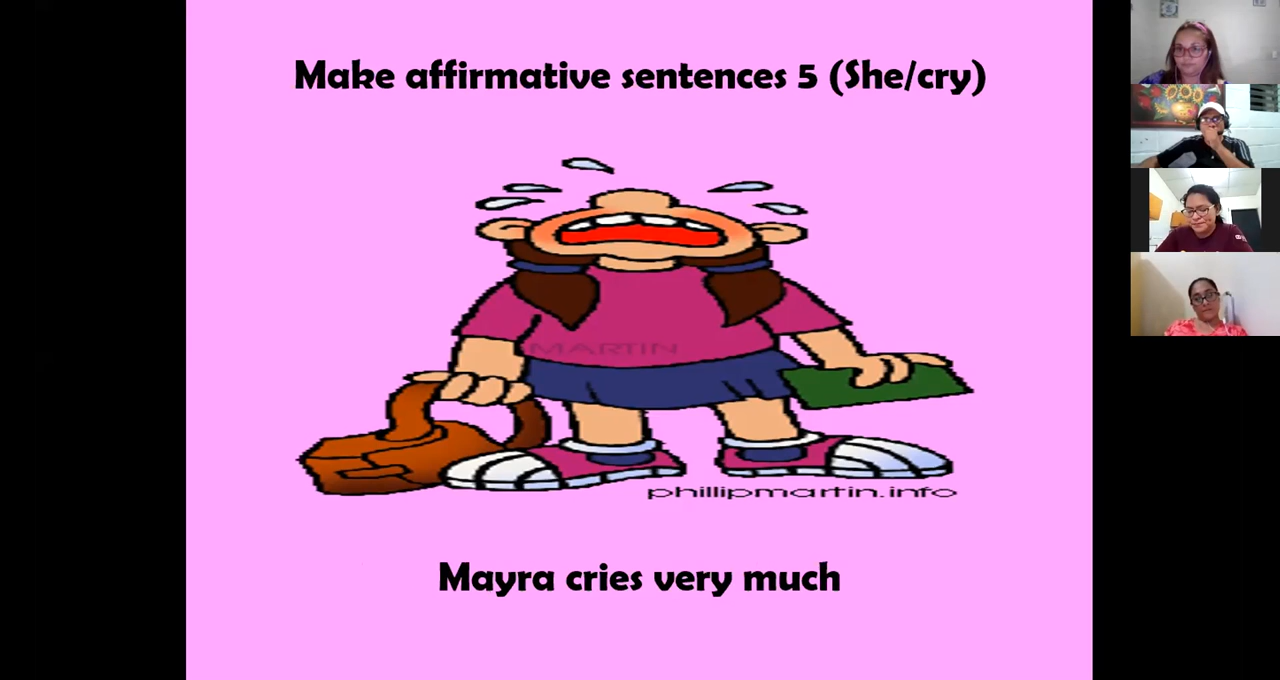 Make affirmative sentences 5 (She/cry)
MARTIN
phillipmartin.info
Mayra cries very much